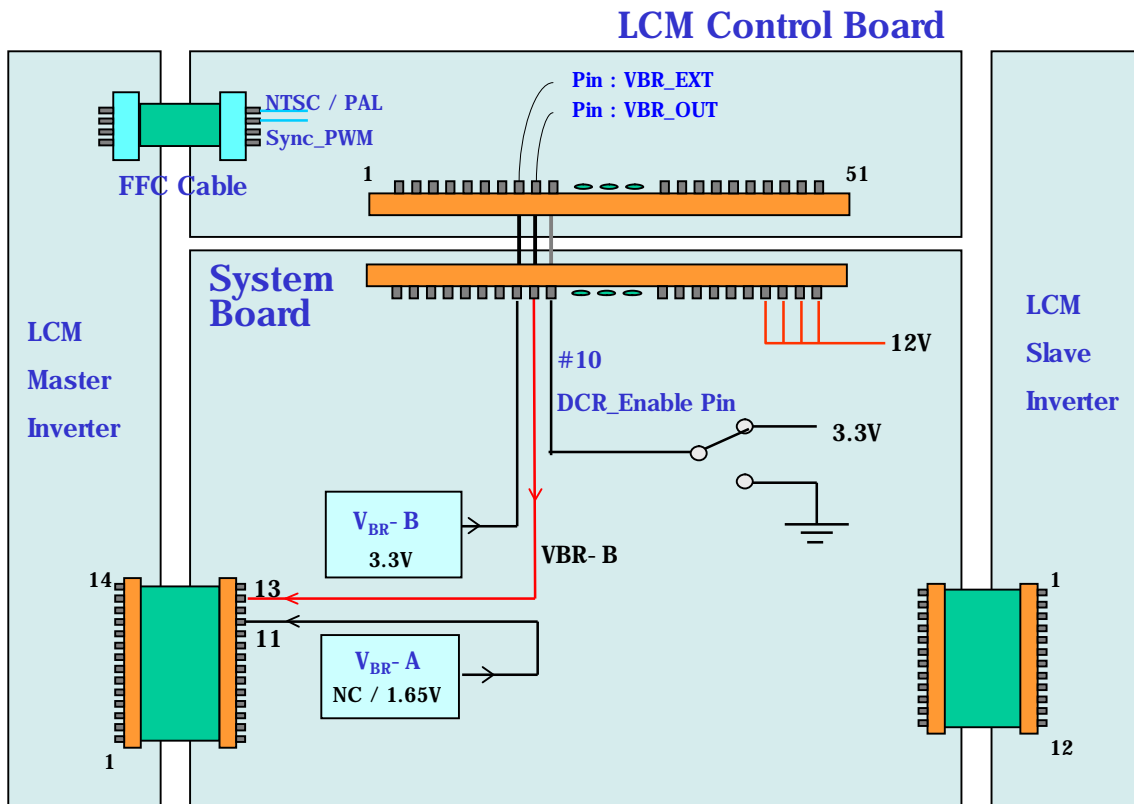 LCM Control Board
Pin : VBR_EXT
Pin : VBR_OUT
NTSC / PAL
Sync_PWM
FFC Cable
1
51
System
Board
LCM
Master
Inverter
LCM
Slave
Inverter
12V
#10
DCR_Enable Pin
3.3V
VBR- B
3.3V
VBR- B
14
13
11
1
VBR- A
NC / 1.65V
1
12